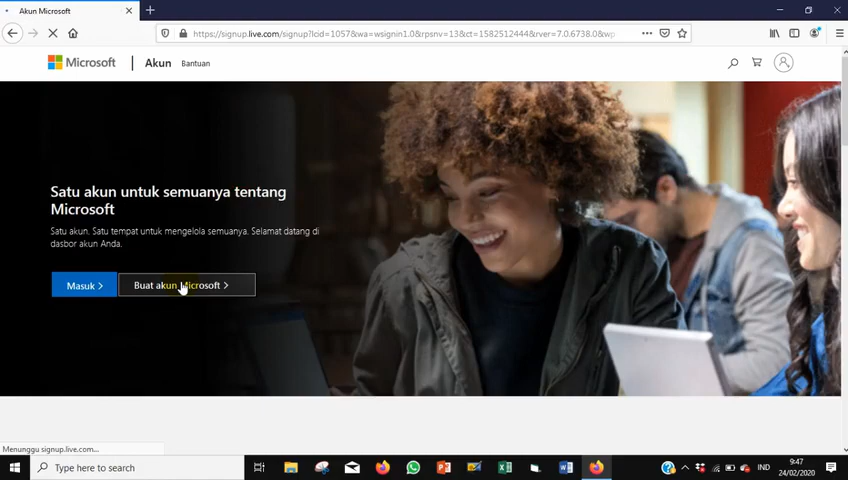 Akun Microsoft
https://signup.live.com/signup?lcid=1057&wa=wsignin1.0&rpsnv=13&ct=1582512444&rver=7.0.6738.0&wp
Microsoft
Akun
Bantuan
Satu akun untuk semuanya tentang
Microsoft
Satu akun. Satu tempat untuk mengelola semuanya. Selamat datang di
dasbor akun Anda.
Masuk
Buat akun Microsoft
Menunggu signup.live.com...
Type here to search
IND
9:47
24/02/2020